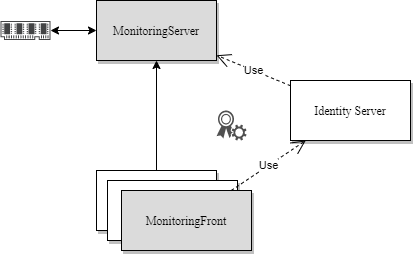 MonitoringServer
Use
Identity Server
Use
MonitoringFront